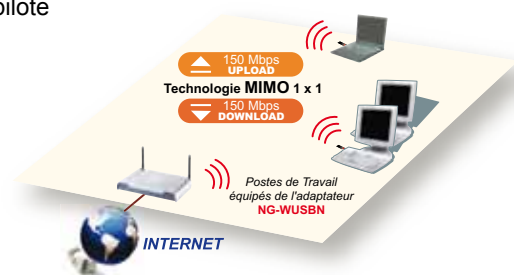 pilote
150 Mbps
UPLOAD
Technologie MIMO 1 x 1
150 Mbps
DOWNLOAD
Postes de Travail
équipés de l'adaptateur
NG-WUSBN
INTERNET